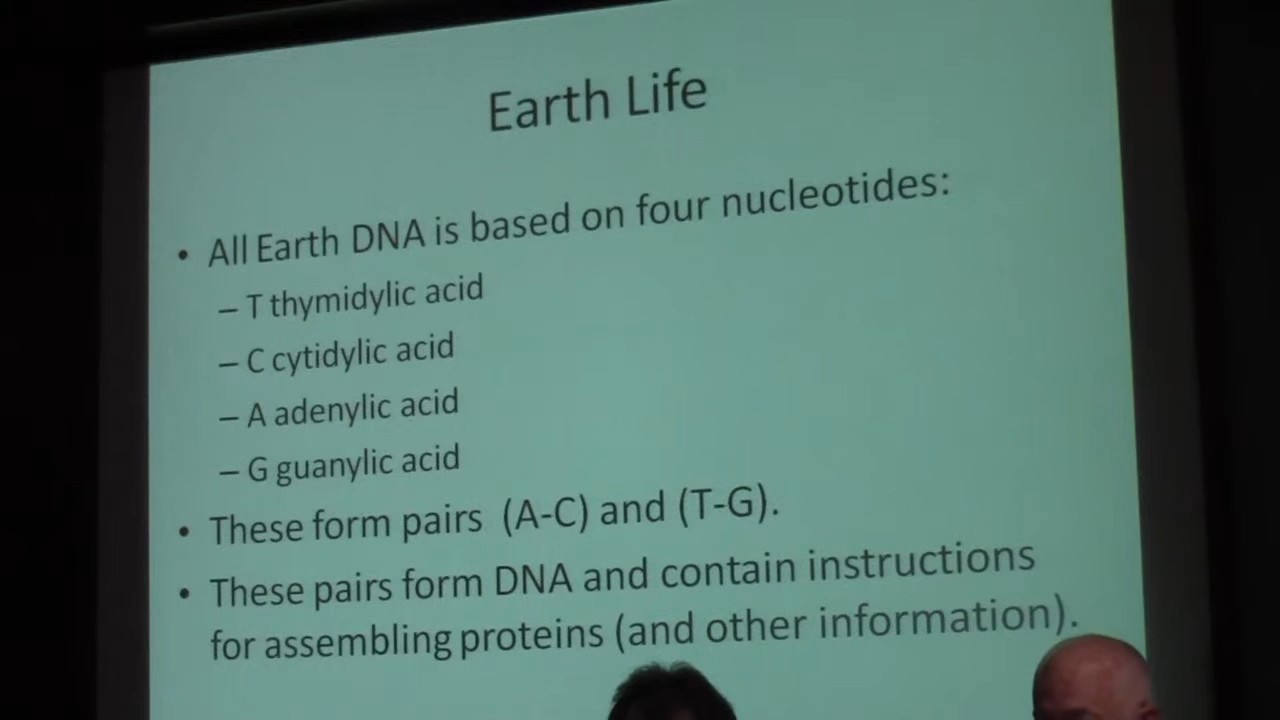 Earth Life
• All Earth DNA is based on four nucleotides:
– T thymidylic acid
– C cytidylic acid
– A adenylic acid
– G guanylic acid
• These form pairs (A-C) and (T-G).
• These pairs form DNA and contain instructions
for assembling proteins (and other information).